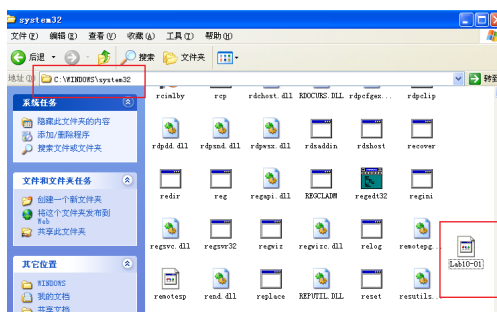 system32
文件(F) 编辑(E) 查看(V) 收藏(A) 工具(T) 帮助(H)
后退 搜索 文件夹
地址(D) C:\WINDOWS\system32 转到
系统任务
隐藏此文件夹的内容
添加/删除程序
搜索文件或文件夹
文件和文件夹任务
创建一个新文件夹
将这个文件夹发布到
Web
共享此文件夹
其它位置
WINDOWS
我的文档
共享文档
rcimlby rcp rdchost.dll RDOCURS.DLL rdpcfgex... rdpclip
rdpdd.dll rdpsnd.dll rdpwsx.dll rdsaddin rdshost recover
redir reg regapi.dll REGCLADM regedt32 regini
regsvc.dll regsvr32 regwiz regwizc.dll relog remotepg...
remotesp rend.dll replace REPUTIL.DLL reset resutils...
Lab10-01